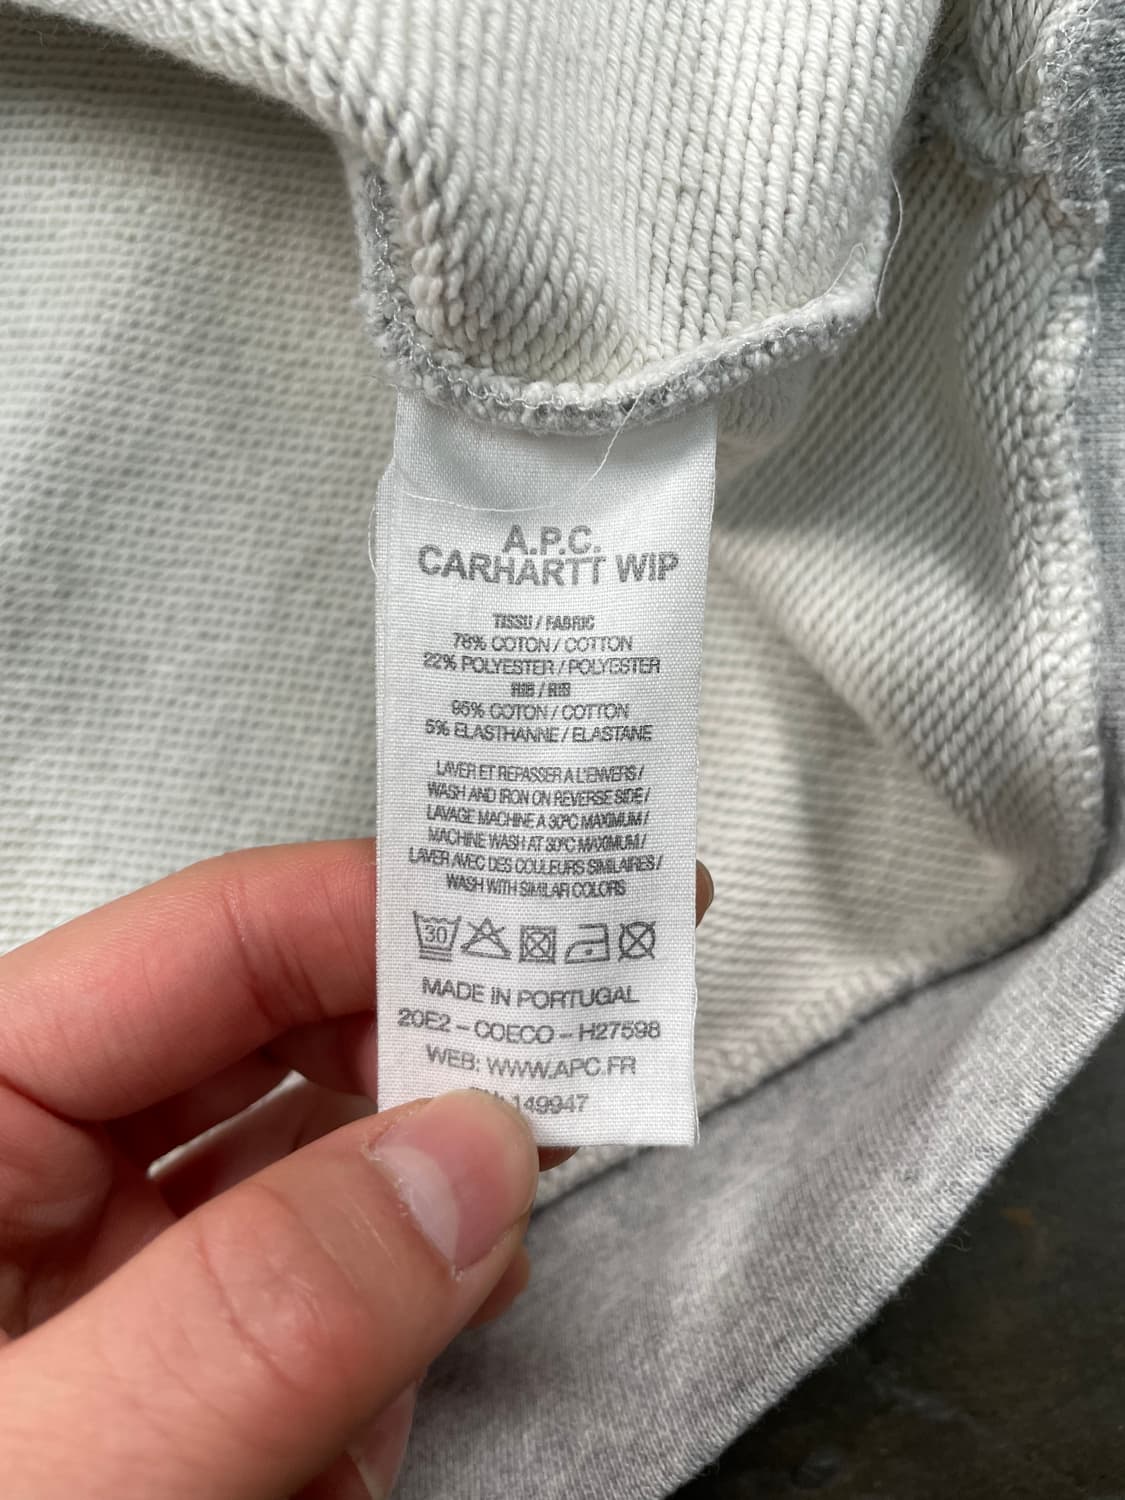 A.P.C.
CARHARTT WIP
TISSU / FABRIC
78% COTON / COTTON
22% POLYESTER / POLYESTER
RIB / RIB
95% COTON / COTTON
5% ELASTHANNE / ELASTANE
LAVER ET REPASSER A L'ENVERS /
WASH AND IRON ON REVERSE SIDE /
LAVAGE MACHINE A 30°C MAXIMUM /
MACHINE WASH AT 30°C MAXIMUM /
LAVER AVEC DES COULEURS SIMILAIRES /
WASH WITH SIMILAR COLORS
30
MADE IN PORTUGAL
20E2 – COECO – H27598
WEB: WWW.APC.FR
149947